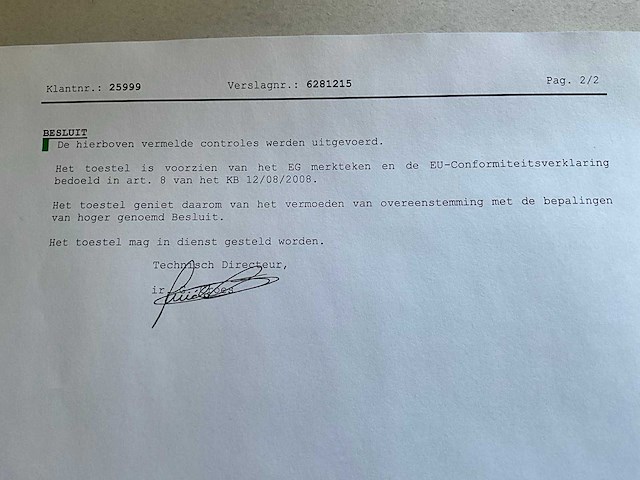 Klantnr.: 25999 Verslagnr.: 6281215 Pag. 2/2
BESLUIT
De hierboven vermelde controles werden uitgevoerd.
Het toestel is voorzien van het EG merkteken en de EU-Conformiteitsverklaring
bedoeld in art. 8 van het KB 12/08/2008.
Het toestel geniet daarom van het vermoeden van overeenstemming met de bepalingen
van hoger genoemd Besluit.
Het toestel mag in dienst gesteld worden.
Technisch Directeur,
ir